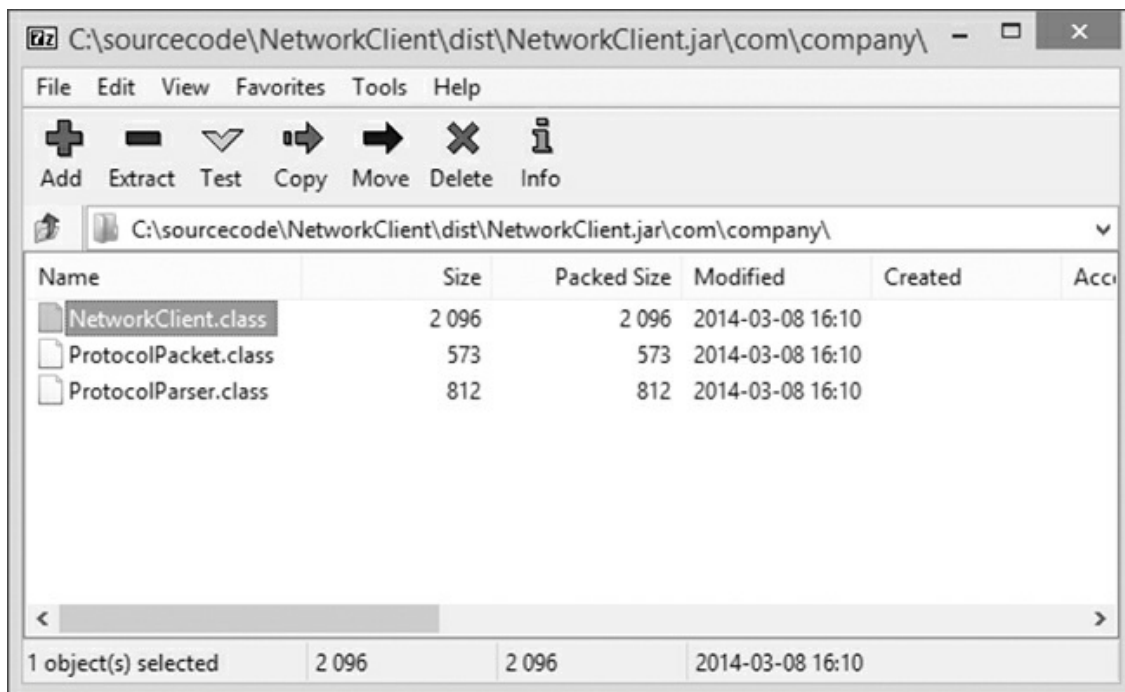 7z C:\sourcecode\NetworkClient\dist\NetworkClient.jar\com\company\
File Edit View Favorites Tools Help
Add Extract Test Copy Move Delete Info
C:\sourcecode\NetworkClient\dist\NetworkClient.jar\com\company\
Name Size Packed Size Modified Created Acce
NetworkClient.class 2 096 2 096 2014-03-08 16:10
ProtocolPacket.class 573 573 2014-03-08 16:10
ProtocolParser.class 812 812 2014-03-08 16:10
1 object(s) selected 2 096 2 096 2014-03-08 16:10